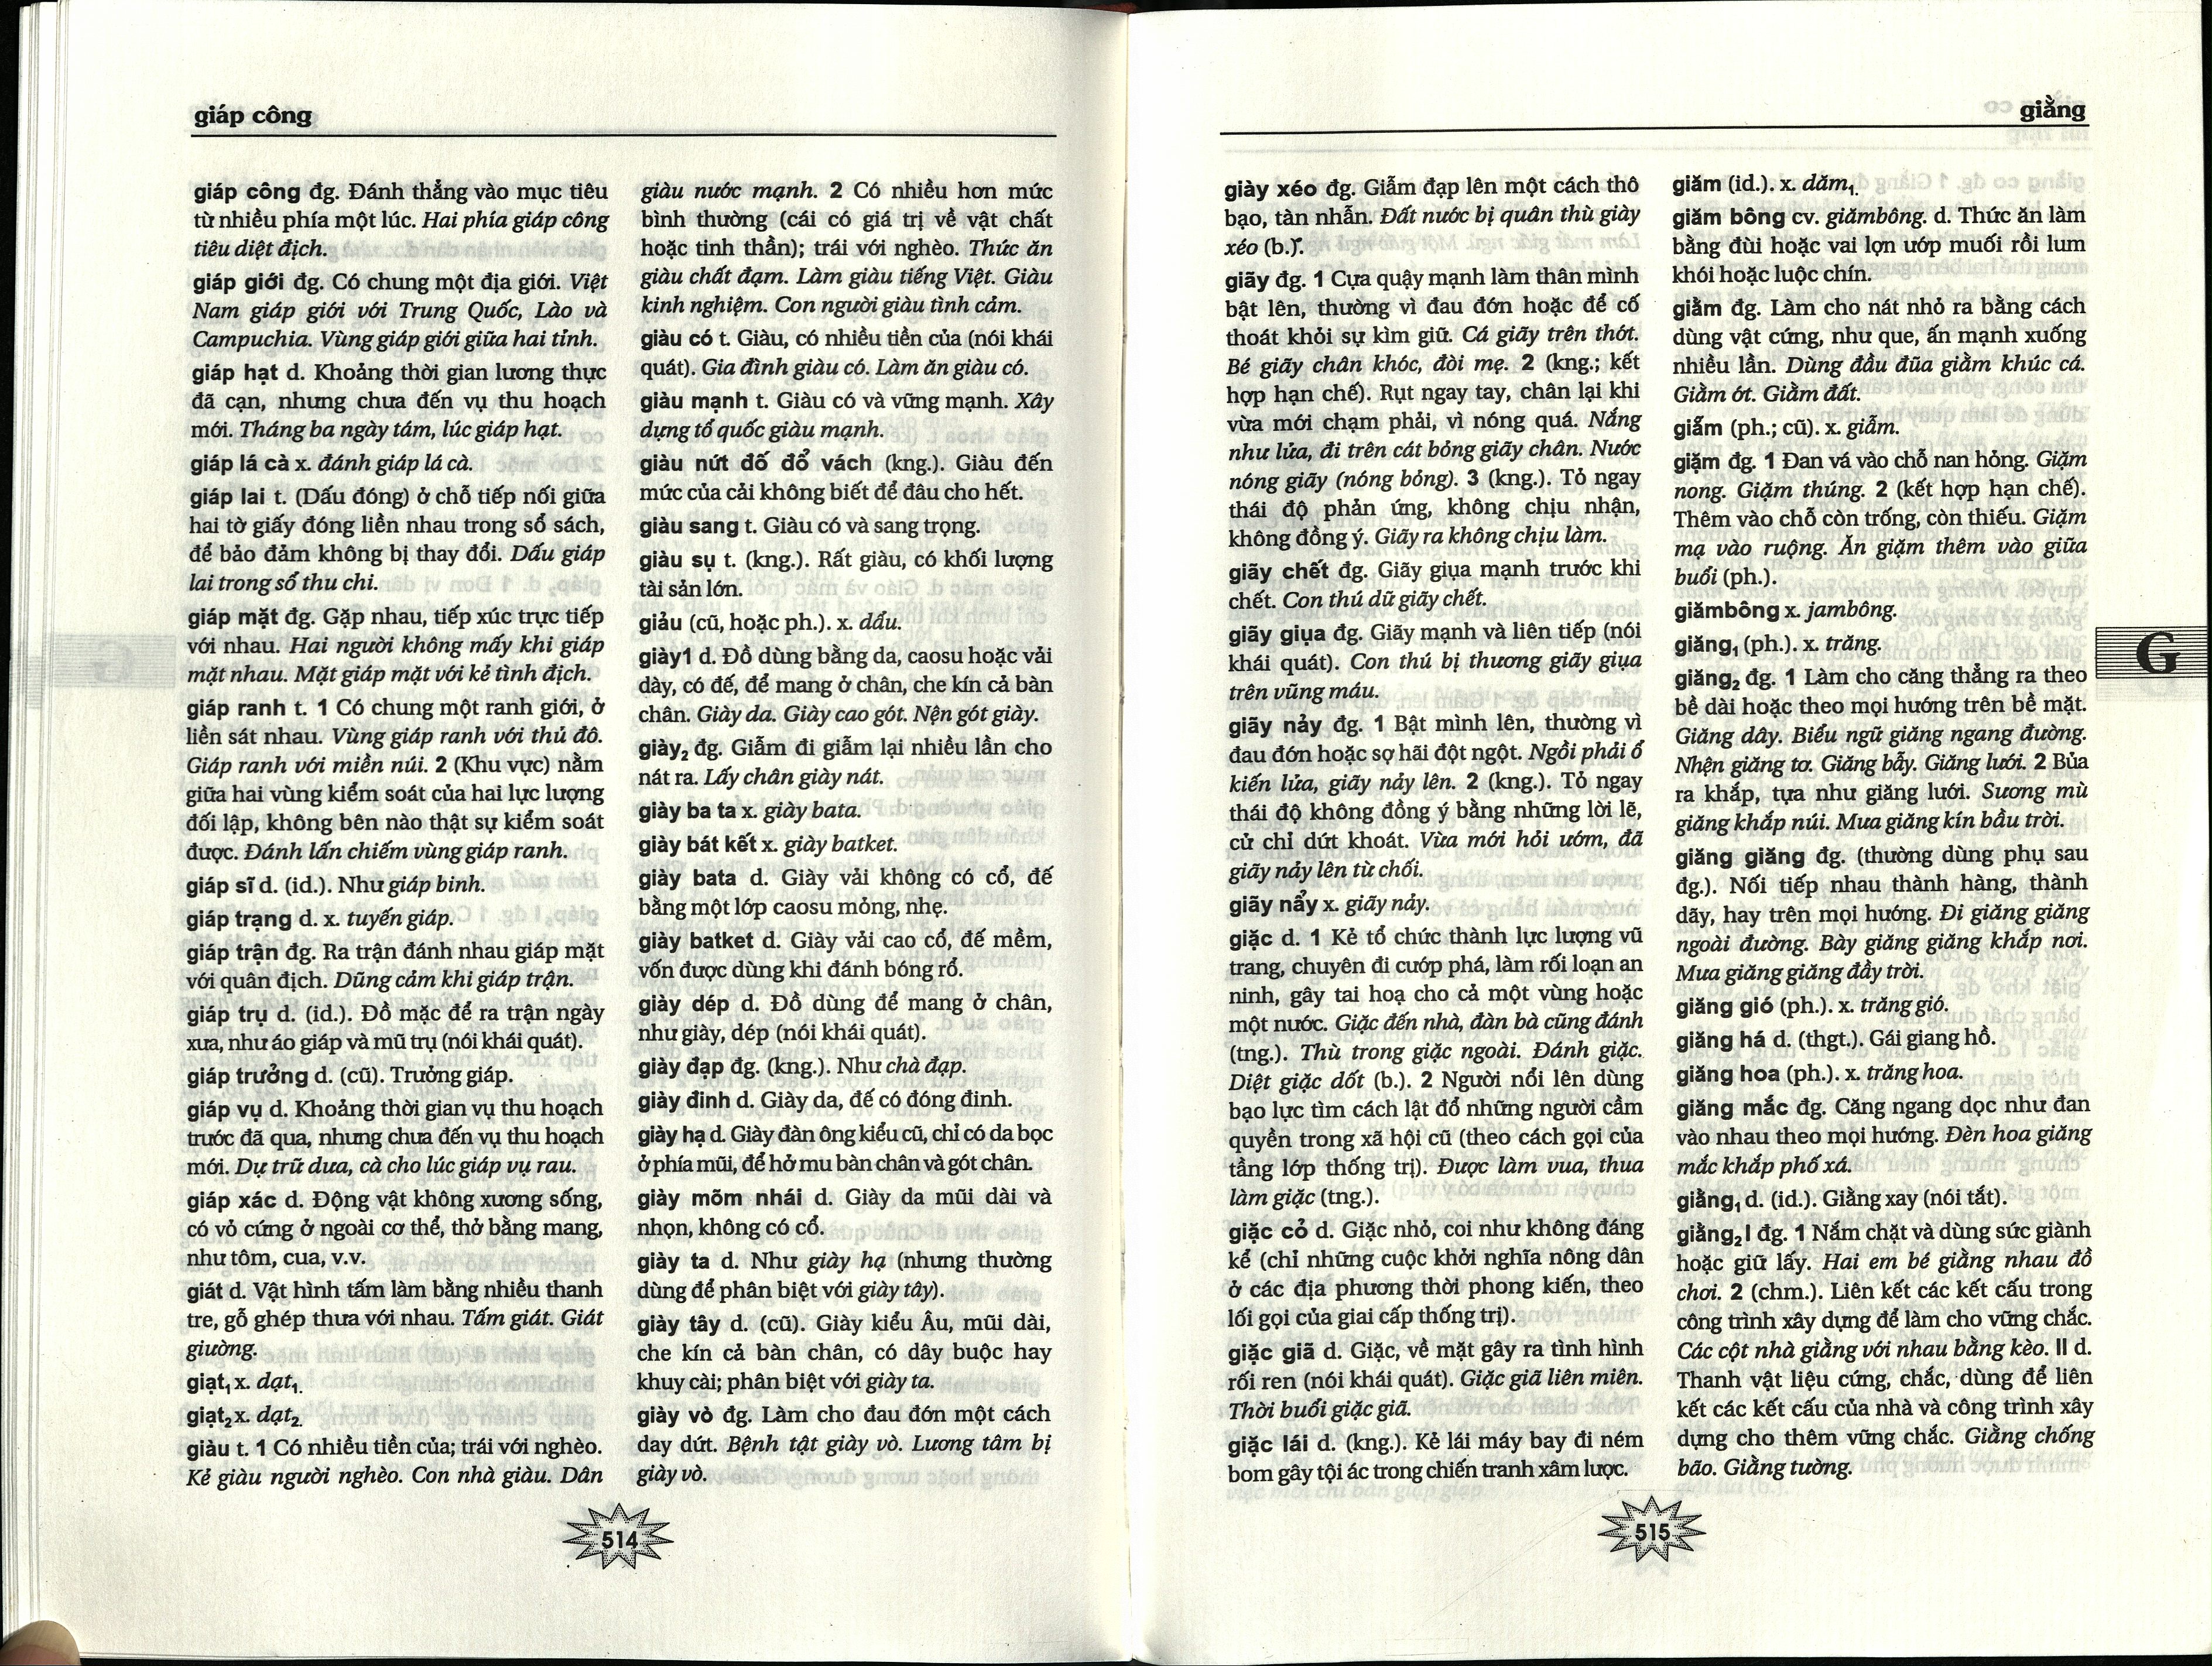 giáp công
giáp công đg. Đánh thẳng vào mục tiêu
từ nhiều phía một lúc. Hai phía giáp công
tiêu diệt địch.
giáp giới đg. Có chung một địa giới. Việt
Nam giáp giới với Trung Quốc, Lào và
Campuchia. Vùng giáp giới giữa hai tỉnh.
giáp hạt d. Khoảng thời gian lương thực
đã cạn, nhưng chưa đến vụ thu hoạch
mới. Tháng ba ngày tám, lúc giáp hạt.
giáp lá cà x. đánh giáp lá cà.
giáp lai t. (Dấu đóng) ở chỗ tiếp nối giữa
hai tờ giấy đóng liền nhau trong sổ sách,
để bảo đảm không bị thay đổi. Dấu giáp
lai trong sổ thu chi.
giáp mặt đg. Gặp nhau, tiếp xúc trực tiếp
với nhau. Hai người không mấy khi giáp
mặt nhau. Mặt giáp mặt với kẻ tình địch.
giáp ranh t. 1 Có chung một ranh giới, ở
liền sát nhau. Vùng giáp ranh với thủ đô.
Giáp ranh với miền núi. 2 (Khu vực) nằm
giữa hai vùng kiểm soát của hai lực lượng
đối lập, không bên nào thật sự kiểm soát
được. Đánh lấn chiếm vùng giáp ranh.
giáp sĩ d. (id.). Như giáp binh.
giáp trạng d. x. tuyến giáp.
giáp trận đg. Ra trận đánh nhau giáp mặt
với quân địch. Dũng cảm khi giáp trận.
giáp trụ d. (id.). Đồ mặc để ra trận ngày
xưa, như áo giáp và mũ trụ (nói khái quát).
giáp trưởng d. (cũ). Trưởng giáp.
giáp vụ d. Khoảng thời gian vụ thu hoạch
trước đã qua, nhưng chưa đến vụ thu hoạch
mới. Dự trữ dưa, cà cho lúc giáp vụ rau.
giáp xác d. Động vật không xương sống,
có vỏ cứng ở ngoài cơ thể, thở bằng mang,
như tôm, cua, v.v.
giát d. Vật hình tấm làm bằng nhiều thanh
tre, gỗ ghép thưa với nhau. Tấm giát. Giát
giường.
giạt₁ x. dạt₁.
giạt₂ x. dạt₂.
giàu t. 1 Có nhiều tiền của; trái với nghèo.
Kẻ giàu người nghèo. Con nhà giàu. Dân
giàu nước mạnh. 2 Có nhiều hơn mức
bình thường (cái có giá trị về vật chất
hoặc tinh thần); trái với nghèo. Thức ăn
giàu chất đạm. Làm giàu tiếng Việt. Giàu
kinh nghiệm. Con người giàu tình cảm.
giàu có t. Giàu, có nhiều tiền của (nói khái
quát). Gia đình giàu có. Làm ăn giàu có.
giàu mạnh t. Giàu có và vững mạnh. Xây
dựng tổ quốc giàu mạnh.
giàu nứt đố đổ vách (kng.). Giàu đến
mức của cải không biết để đâu cho hết.
giàu sang t. Giàu có và sang trọng.
giàu sụ t. (kng.). Rất giàu, có khối lượng
tài sản lớn.
giảu (cũ, hoặc ph.). x. dẩu.
giày1 d. Đồ dùng bằng da, caosu hoặc vải
dày, có đế, để mang ở chân, che kín cả bàn
chân. Giày da. Giày cao gót. Nện gót giày.
giày₂ đg. Giẫm đi giẫm lại nhiều lần cho
nát ra. Lấy chân giày nát.
giày ba ta x. giày bata.
giày bát kết x. giày batket.
giày bata d. Giày vải không có cổ, đế
bằng một lớp caosu mỏng, nhẹ.
giày batket d. Giày vải cao cổ, đế mềm,
vốn được dùng khi đánh bóng rổ.
giày dép d. Đồ dùng để mang ở chân,
như giày, dép (nói khái quát).
giày đạp đg. (kng.). Như chà đạp.
giày đinh d. Giày da, đế có đóng đinh.
giày hạ d. Giày đàn ông kiểu cũ, chỉ có da bọc
ở phía mũi, để hở mu bàn chân và gót chân.
giày mõm nhái d. Giày da mũi dài và
nhọn, không có cổ.
giày ta d. Như giày hạ (nhưng thường
dùng để phân biệt với giày tây).
giày tây d. (cũ). Giày kiểu Âu, mũi dài,
che kín cả bàn chân, có dây buộc hay
khuy cài; phân biệt với giày ta.
giày vò đg. Làm cho đau đớn một cách
day dứt. Bệnh tật giày vò. Lương tâm bị
giày vò.
514
giằng
giày xéo đg. Giẫm đạp lên một cách thô
bạo, tàn nhẫn. Đất nước bị quân thù giày
xéo (b.).
giãy đg. 1 Cựa quậy mạnh làm thân mình
bật lên, thường vì đau đớn hoặc để cố
thoát khỏi sự kìm giữ. Cá giãy trên thớt.
Bé giãy chân khóc, đòi mẹ. 2 (kng.; kết
hợp hạn chế). Rụt ngay tay, chân lại khi
vừa mới chạm phải, vì nóng quá. Nắng
như lửa, đi trên cát bỏng giãy chân. Nước
nóng giãy (nóng bỏng). 3 (kng.). Tỏ ngay
thái độ phản ứng, không chịu nhận,
không đồng ý. Giãy ra không chịu làm.
giãy chết đg. Giãy giụa mạnh trước khi
chết. Con thú dữ giãy chết.
giãy giụa đg. Giãy mạnh và liên tiếp (nói
khái quát). Con thú bị thương giãy giụa
trên vũng máu.
giãy nảy đg. 1 Bật mình lên, thường vì
đau đớn hoặc sợ hãi đột ngột. Ngồi phải ổ
kiến lửa, giãy nảy lên. 2 (kng.). Tỏ ngay
thái độ không đồng ý bằng những lời lẽ,
cử chỉ dứt khoát. Vừa mới hỏi ướm, đã
giãy nảy lên từ chối.
giãy nẩy x. giãy nảy.
giặc d. 1 Kẻ tổ chức thành lực lượng vũ
trang, chuyên đi cướp phá, làm rối loạn an
ninh, gây tai hoạ cho cả một vùng hoặc
một nước. Giặc đến nhà, đàn bà cũng đánh
(tng.). Thù trong giặc ngoài. Đánh giặc.
Diệt giặc dốt (b.). 2 Người nổi lên dùng
bạo lực tìm cách lật đổ những người cầm
quyền trong xã hội cũ (theo cách gọi của
tầng lớp thống trị). Được làm vua, thua
làm giặc (tng.).
giặc cỏ d. Giặc nhỏ, coi như không đáng
kể (chỉ những cuộc khởi nghĩa nông dân
ở các địa phương thời phong kiến, theo
lối gọi của giai cấp thống trị).
giặc giã d. Giặc, về mặt gây ra tình hình
rối ren (nói khái quát). Giặc giã liên miên.
Thời buổi giặc giã.
giặc lái d. (kng.). Kẻ lái máy bay đi ném
bom gây tội ác trong chiến tranh xâm lược.
giăm (id.). x. dăm₁.
giăm bông cv. giămbông. d. Thức ăn làm
bằng đùi hoặc vai lợn ướp muối rồi lum
khói hoặc luộc chín.
giằm đg. Làm cho nát nhỏ ra bằng cách
dùng vật cứng, như que, ấn mạnh xuống
nhiều lần. Dùng đầu đũa giằm khúc cá.
Giằm ớt. Giằm đất.
giẵm (ph.; cũ). x. giẫm.
giặm đg. 1 Đan vá vào chỗ nan hỏng. Giặm
nong. Giặm thúng. 2 (kết hợp hạn chế).
Thêm vào chỗ còn trống, còn thiếu. Giặm
mạ vào ruộng. Ăn giặm thêm vào giữa
buổi (ph.).
giămbông x. jambông.
giăng₁ (ph.). x. trăng.
giăng₂ đg. 1 Làm cho căng thẳng ra theo
bề dài hoặc theo mọi hướng trên bề mặt.
Giăng dây. Biểu ngữ giăng ngang đường.
Nhện giăng tơ. Giăng bẫy. Giăng lưới. 2 Bủa
ra khắp, tựa như giăng lưới. Sương mù
giăng khắp núi. Mưa giăng kín bầu trời.
giăng giăng đg. (thường dùng phụ sau
đg.). Nối tiếp nhau thành hàng, thành
dãy, hay trên mọi hướng. Đi giăng giăng
ngoài đường. Bày giăng giăng khắp nơi.
Mưa giăng giăng đầy trời.
giăng gió (ph.). x. trăng gió.
giăng há d. (thgt.). Gái giang hồ.
giăng hoa (ph.). x. trăng hoa.
giăng mắc đg. Căng ngang dọc như đan
vào nhau theo mọi hướng. Đèn hoa giăng
mắc khắp phố xá.
giằng₁ d. (id.). Giằng xay (nói tắt).
giằng₂ I đg. 1 Nắm chặt và dùng sức giành
hoặc giữ lấy. Hai em bé giằng nhau đồ
chơi. 2 (chm.). Liên kết các kết cấu trong
công trình xây dựng để làm cho vững chắc.
Các cột nhà giằng với nhau bằng kèo. II d.
Thanh vật liệu cứng, chắc, dùng để liên
kết các kết cấu của nhà và công trình xây
dựng cho thêm vững chắc. Giằng chống
bão. Giằng tường.
G
515